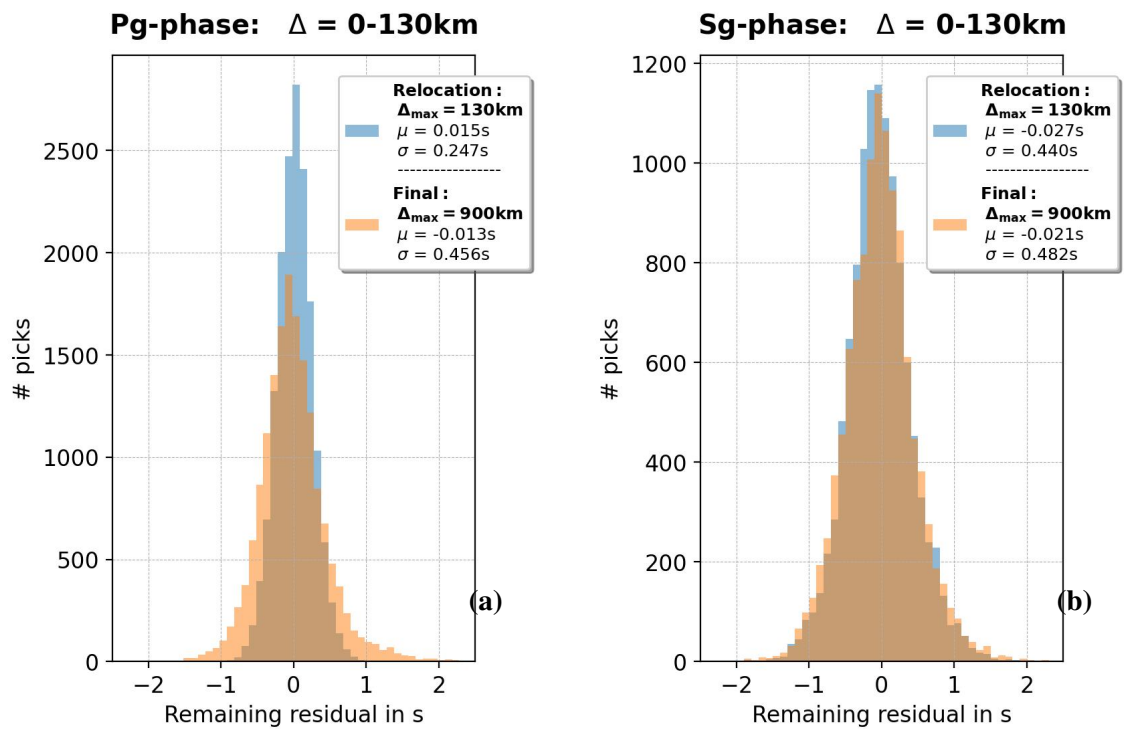 Pg-phase: Δ = 0-130km
Relocation:
Δmax = 130km
μ = 0.015s
σ = 0.247s
-----------------
Final:
Δmax = 900km
μ = -0.013s
σ = 0.456s
# picks
2500
2000
1500
1000
500
0
−2 −1 0 1 2
Remaining residual in s
(a)
Sg-phase: Δ = 0-130km
Relocation:
Δmax = 130km
μ = -0.027s
σ = 0.440s
-----------------
Final:
Δmax = 900km
μ = -0.021s
σ = 0.482s
# picks
1200
1000
800
600
400
200
0
−2 −1 0 1 2
Remaining residual in s
(b)